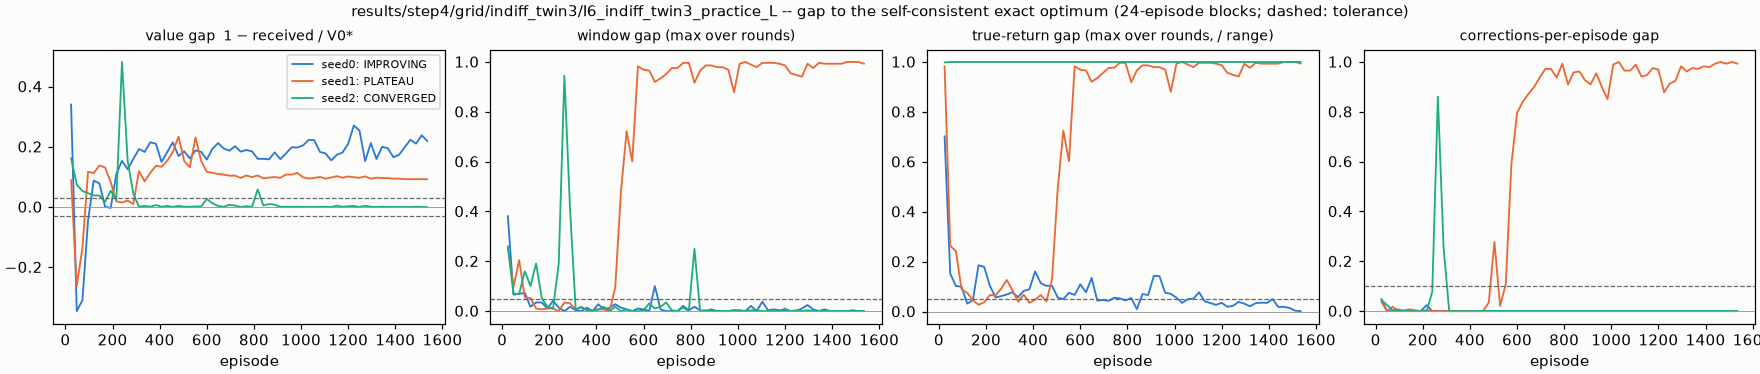 results/step4/grid/indiff_twin3/l6_indiff_twin3_practice_L -- gap to the self-consistent exact optimum (24-episode blocks; dashed: tolerance)
value gap 1 − received / V0*
0.4
0.2
0.0
−0.2
0 200 400 600 800 1000 1200 1400 1600
episode
seed0: IMPROVING
seed1: PLATEAU
seed2: CONVERGED
window gap (max over rounds)
1.0
0.8
0.6
0.4
0.2
0.0
0 200 400 600 800 1000 1200 1400 1600
episode
true-return gap (max over rounds, / range)
1.0
0.8
0.6
0.4
0.2
0.0
0 200 400 600 800 1000 1200 1400 1600
episode
corrections-per-episode gap
1.0
0.8
0.6
0.4
0.2
0.0
0 200 400 600 800 1000 1200 1400 160
episode